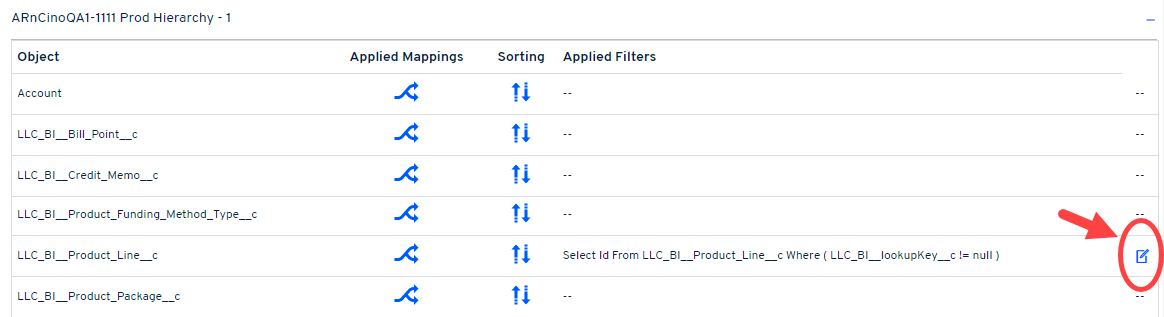 ARnCinoQA1-1111 Prod Hierarchy - 1
Object Applied Mappings Sorting Applied Filters
Account -- --
LLC_BI__Bill_Point__c -- --
LLC_BI__Credit_Memo__c -- --
LLC_BI__Product_Funding_Method_Type__c -- --
LLC_BI__Product_Line__c Select Id From LLC_BI__Product_Line__c Where ( LLC_BI__lookupKey__c != null )
LLC_BI__Product_Package__c -- --